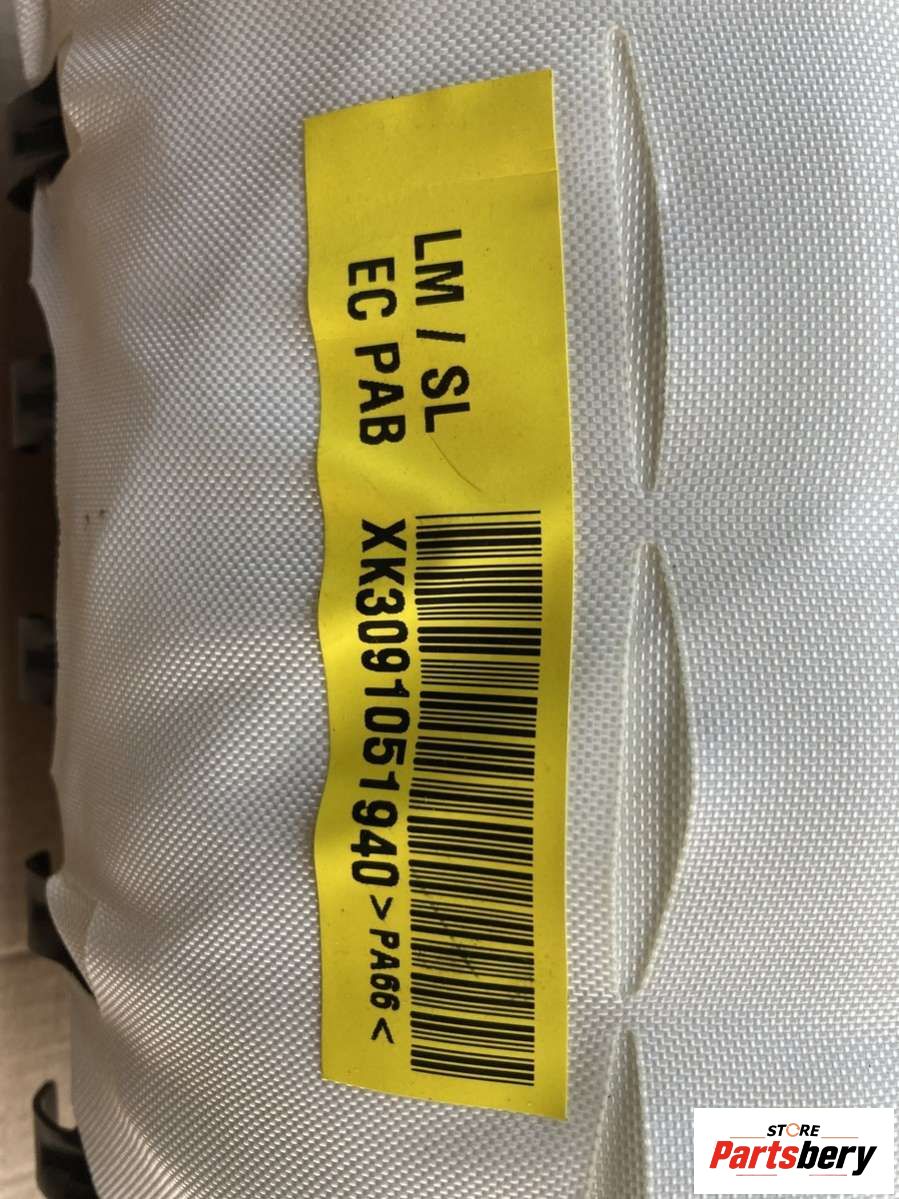 LM / SL
EC PAB XK3091051940 >PA66<
STORE
Partsbery